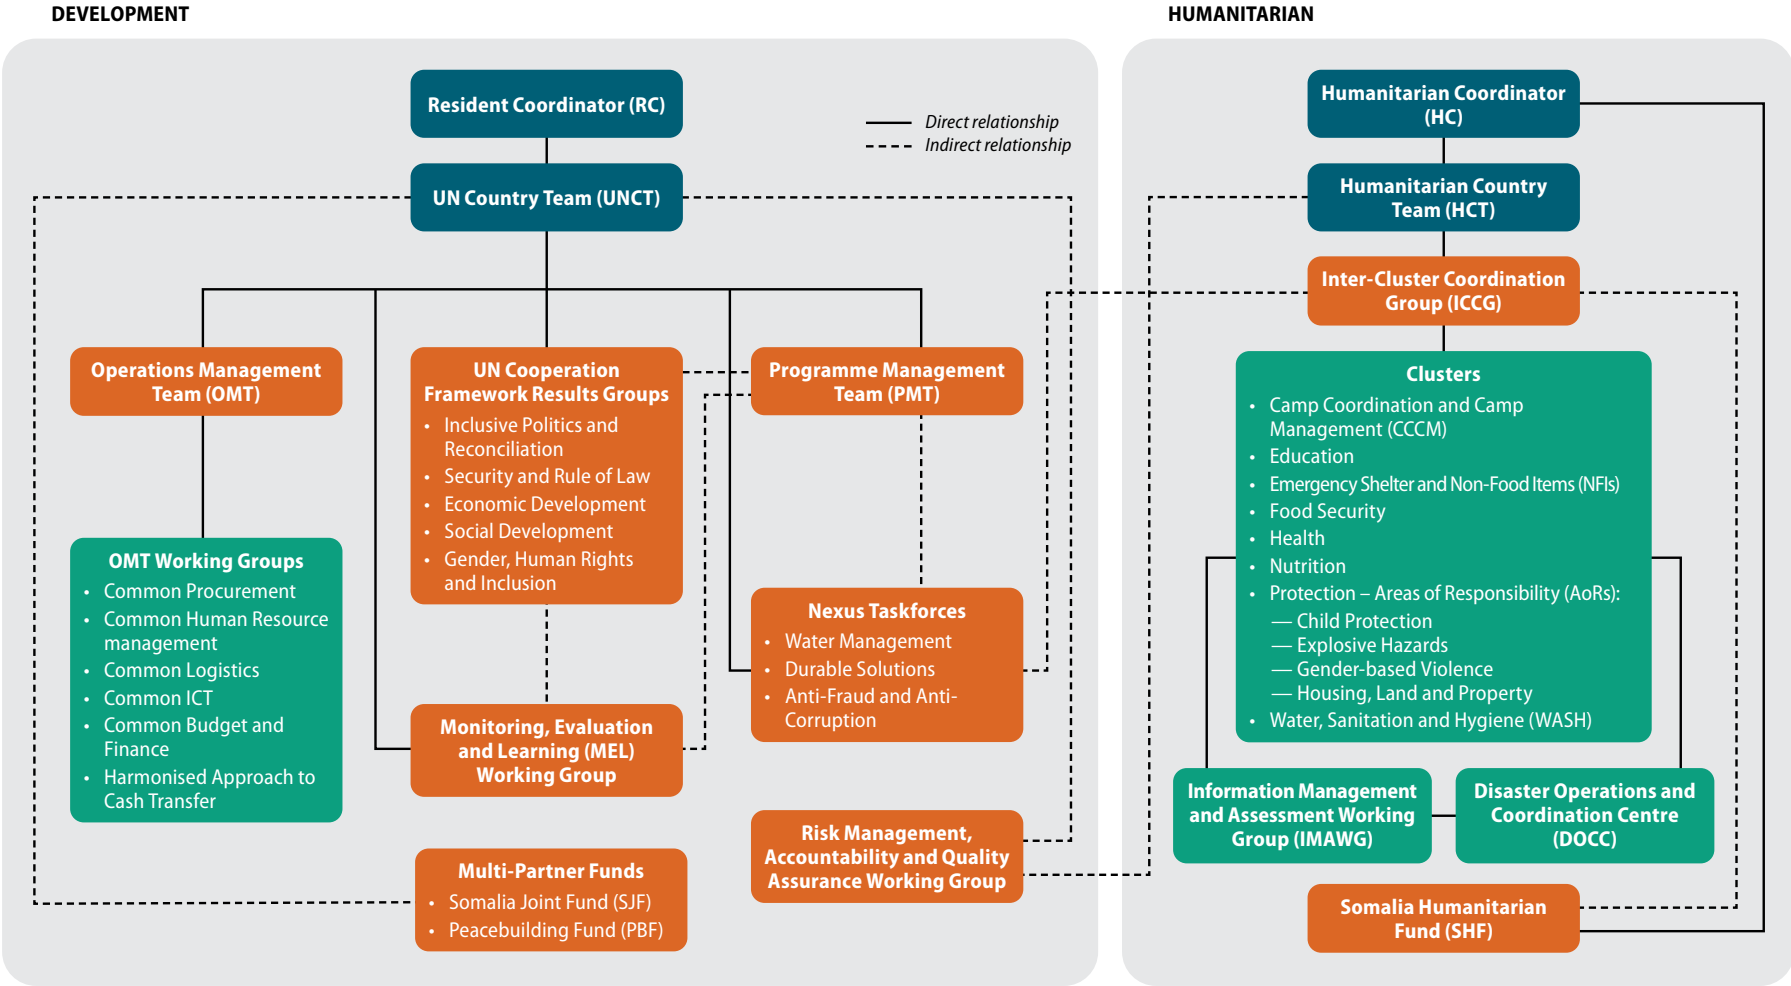 DEVELOPMENT
Resident Coordinator (RC)
Direct relationship
Indirect relationship
UN Country Team (UNCT)
Operations Management
Team (OMT)
UN Cooperation
Framework Results Groups
• Inclusive Politics and
Reconciliation
• Security and Rule of Law
• Economic Development
• Social Development
• Gender, Human Rights
and Inclusion
Programme Management
Team (PMT)
OMT Working Groups
• Common Procurement
• Common Human Resource
management
• Common Logistics
• Common ICT
• Common Budget and
Finance
• Harmonised Approach to
Cash Transfer
Nexus Taskforces
• Water Management
• Durable Solutions
• Anti-Fraud and Anti-
Corruption
Monitoring, Evaluation
and Learning (MEL)
Working Group
Risk Management,
Accountability and Quality
Assurance Working Group
Multi-Partner Funds
• Somalia Joint Fund (SJF)
• Peacebuilding Fund (PBF)
HUMANITARIAN
Humanitarian Coordinator
(HC)
Humanitarian Country
Team (HCT)
Inter-Cluster Coordination
Group (ICCG)
Clusters
• Camp Coordination and Camp
Management (CCCM)
• Education
• Emergency Shelter and Non-Food Items (NFIs)
• Food Security
• Health
• Nutrition
• Protection – Areas of Responsibility (AoRs):
— Child Protection
— Explosive Hazards
— Gender-based Violence
— Housing, Land and Property
• Water, Sanitation and Hygiene (WASH)
Information Management
and Assessment Working
Group (IMAWG)
Disaster Operations and
Coordination Centre
(DOCC)
Somalia Humanitarian
Fund (SHF)